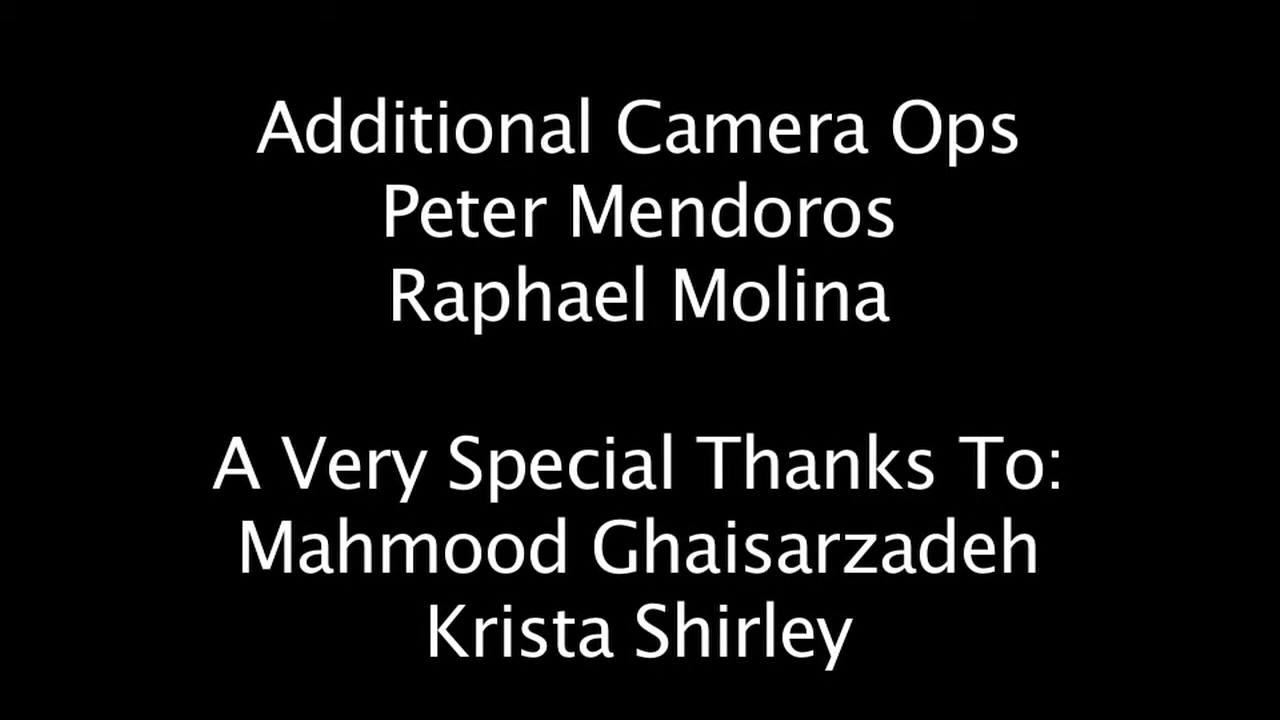 Additional Camera Ops
Peter Mendoros
Raphael Molina
A Very Special Thanks To:
Mahmood Ghaisarzadeh
Krista Shirley